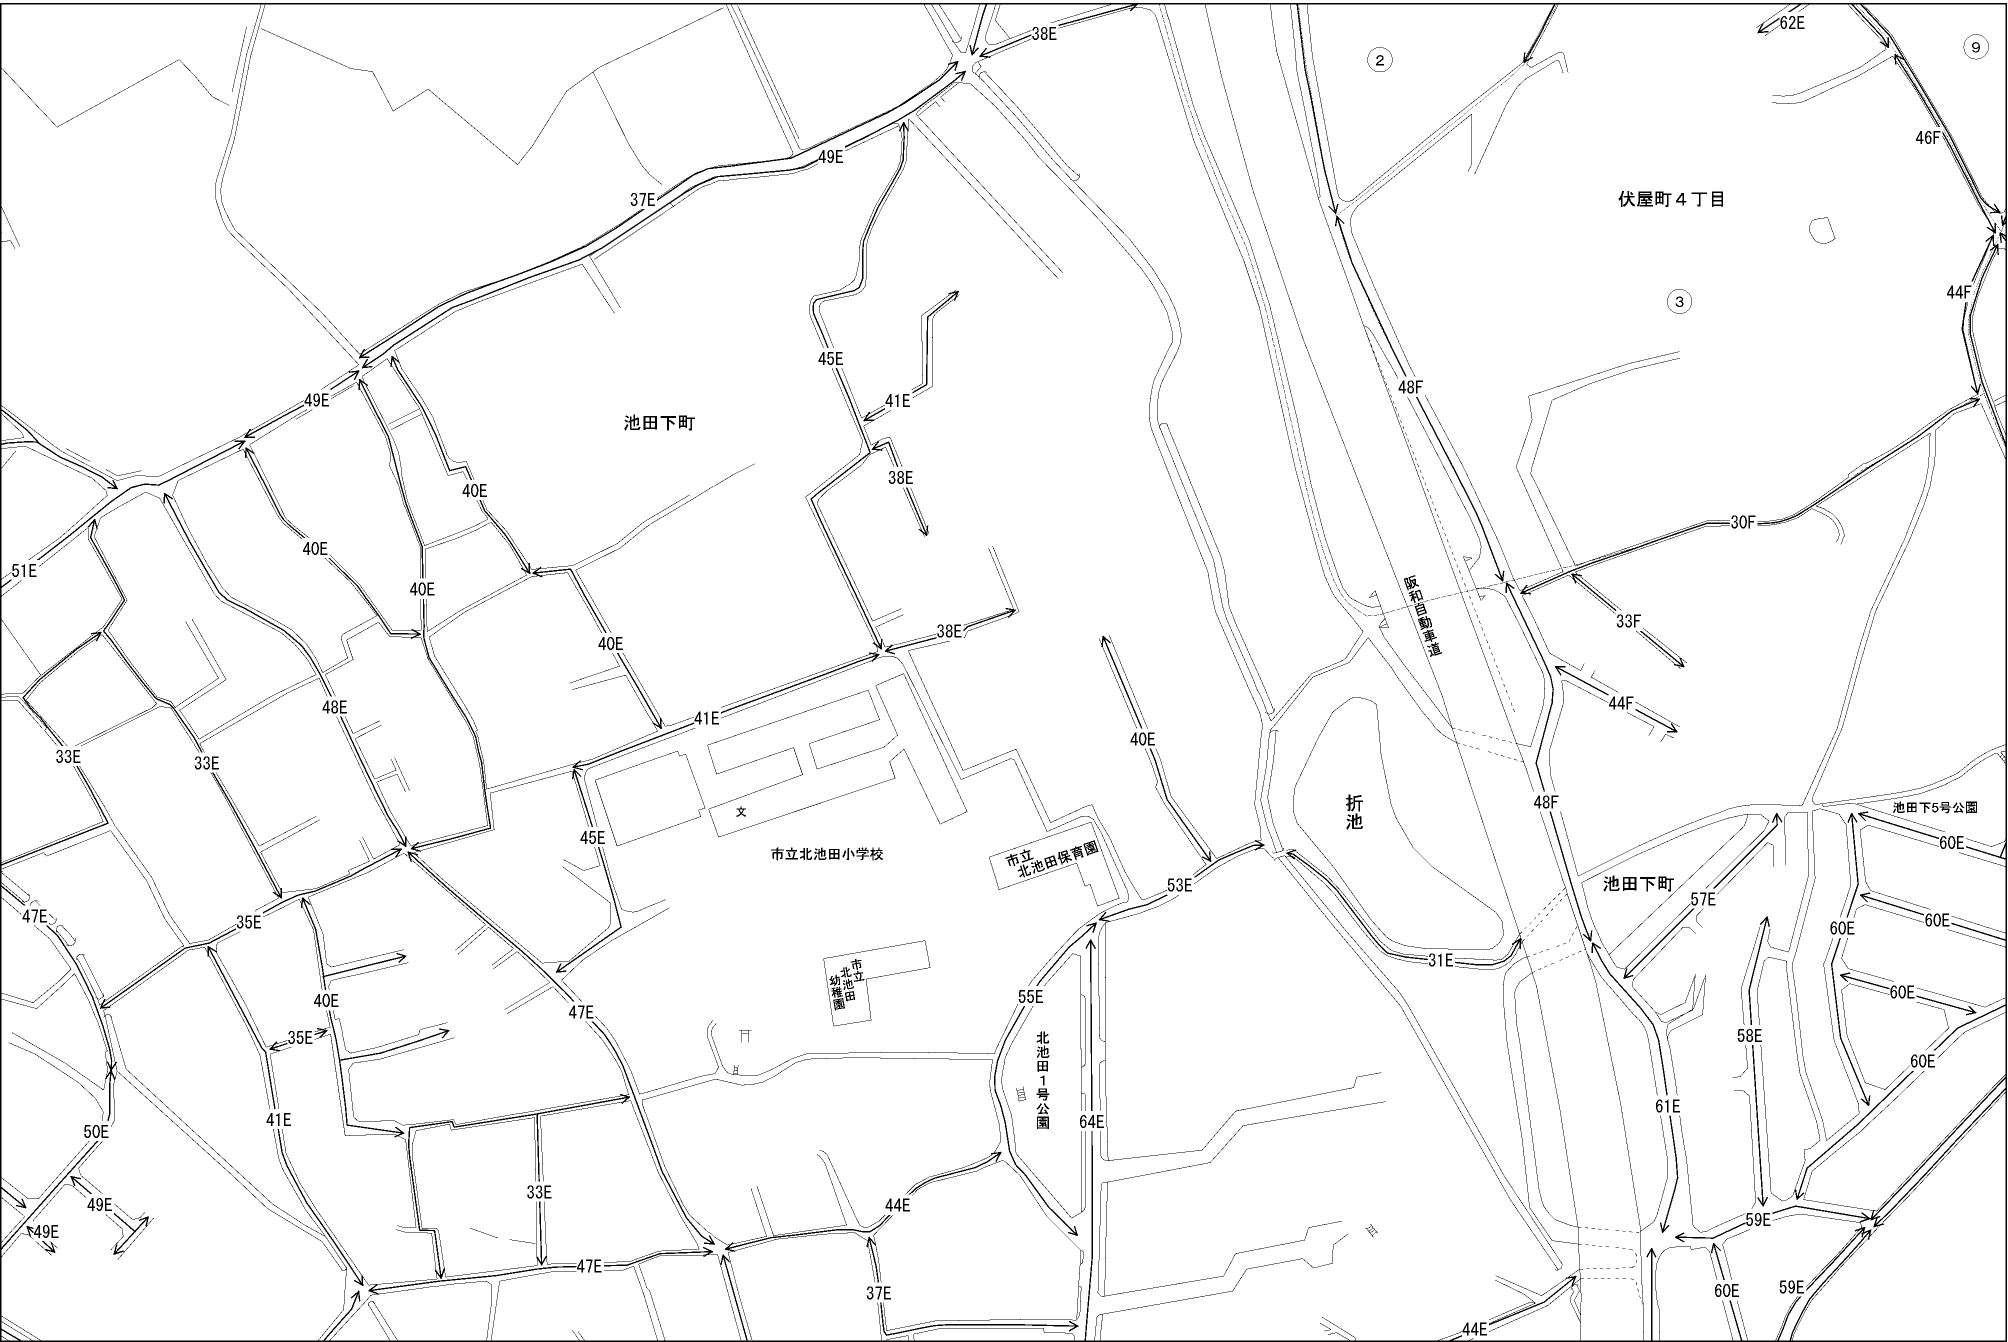 38E
62E
②
⑨
46F
49E
37E
伏屋町４丁目
44F
③
45E
48F
49E
41E
池田下町
38E
40E
30F
40E
51E
40E
阪和自動車道
33F
40E
38E
48E
41E
44F
40E
33E
33E
折池
48F
池田下5号公園
文
45E
60E
市立北池田小学校
市立
北池田保育園
池田下町
53E
57E
47E
35E
60E
60E
31E
市立
北池田
幼稚園
55E
40E
60E
47E
35E
北池田１号公園
58E
60E
61E
41E
64E
50E
33E
49E
44E
59E
49E
47E
37E
60E
59E
44E